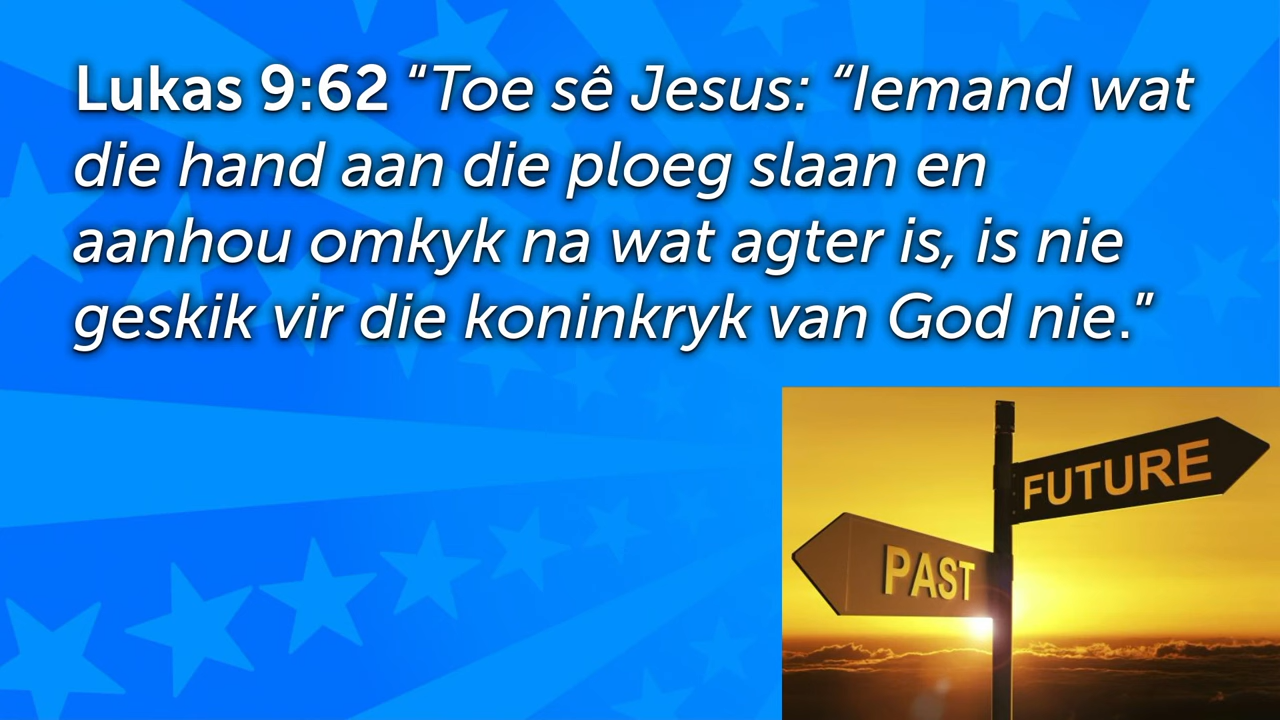 Lukas 9:62 “Toe sê Jesus: “Iemand wat
die hand aan die ploeg slaan en
aanhou omkyk na wat agter is, is nie
geskik vir die koninkryk van God nie.”
FUTURE
PAST